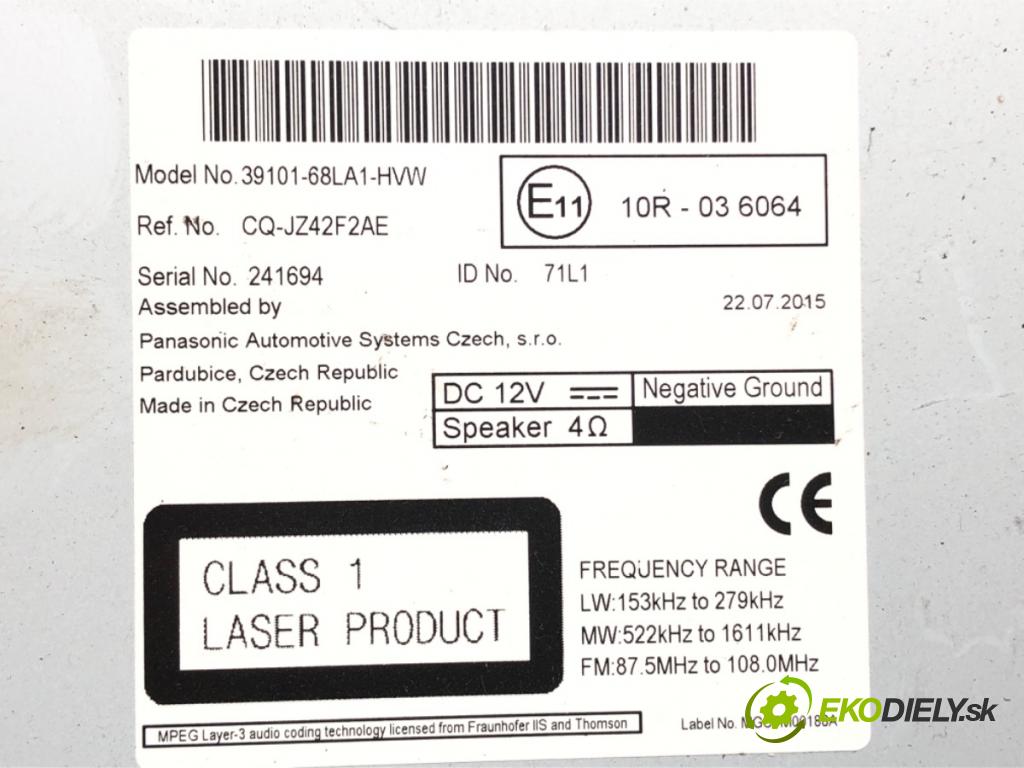 Model No. 39101-68LA1-HVW
E11 10R - 03 6064
Ref. No. CQ-JZ42F2AE
Serial No. 241694 ID No. 71L1
Assembled by 22.07.2015
Panasonic Automotive Systems Czech, s.r.o.
Pardubice, Czech Republic
Made in Czech Republic
DC 12V Negative Ground
Speaker 4Ω
CE
CLASS 1
LASER PRODUCT
FREQUENCY RANGE
LW:153kHz to 279kHz
MW:522kHz to 1611kHz
FM:87.5MHz to 108.0MHz
MPEG Layer-3 audio coding technology licensed from Fraunhofer IIS and Thomson
Label No.
EKODIELY.sk